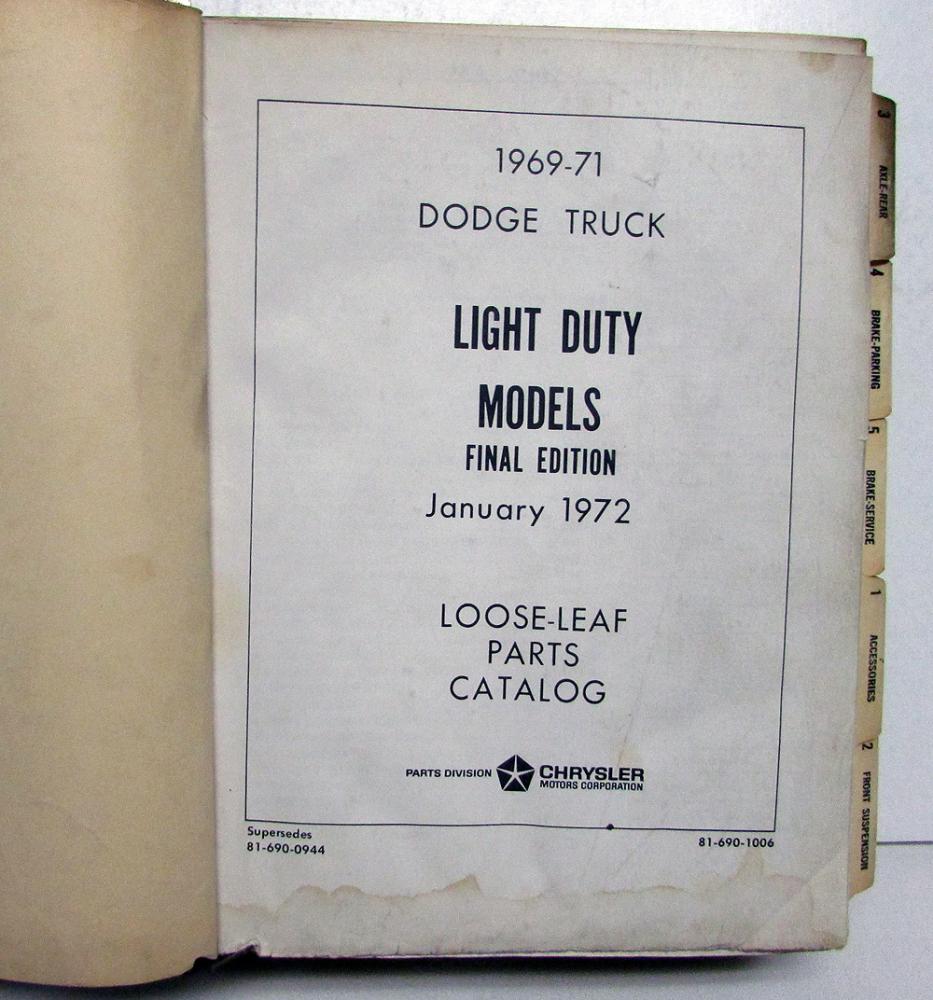 1969-71
DODGE TRUCK
LIGHT DUTY
MODELS
FINAL EDITION
January 1972
LOOSE-LEAF
PARTS
CATALOG
PARTS DIVISION CHRYSLER
MOTORS CORPORATION
Supersedes
81-690-0944
81-690-1006
3 AXLE-REAR
4 BRAKE-PARKING
5 BRAKE-SERVICE
1 ACCESSORIES
2 FRONT SUSPENSION